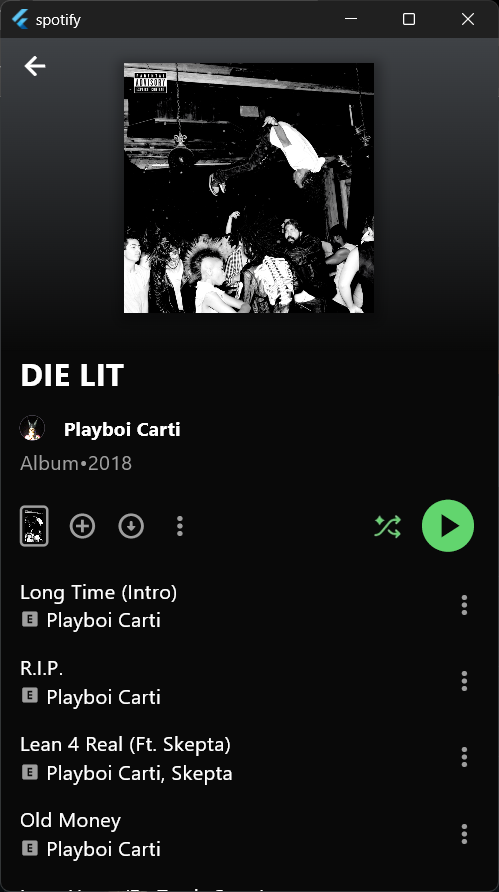 spotify
PARENTAL
ADVISORY
EXPLICIT CONTENT
DIE LIT
Playboi Carti
Album•2018
Long Time (Intro)
E Playboi Carti
R.I.P.
E Playboi Carti
Lean 4 Real (Ft. Skepta)
E Playboi Carti, Skepta
Old Money
E Playboi Carti